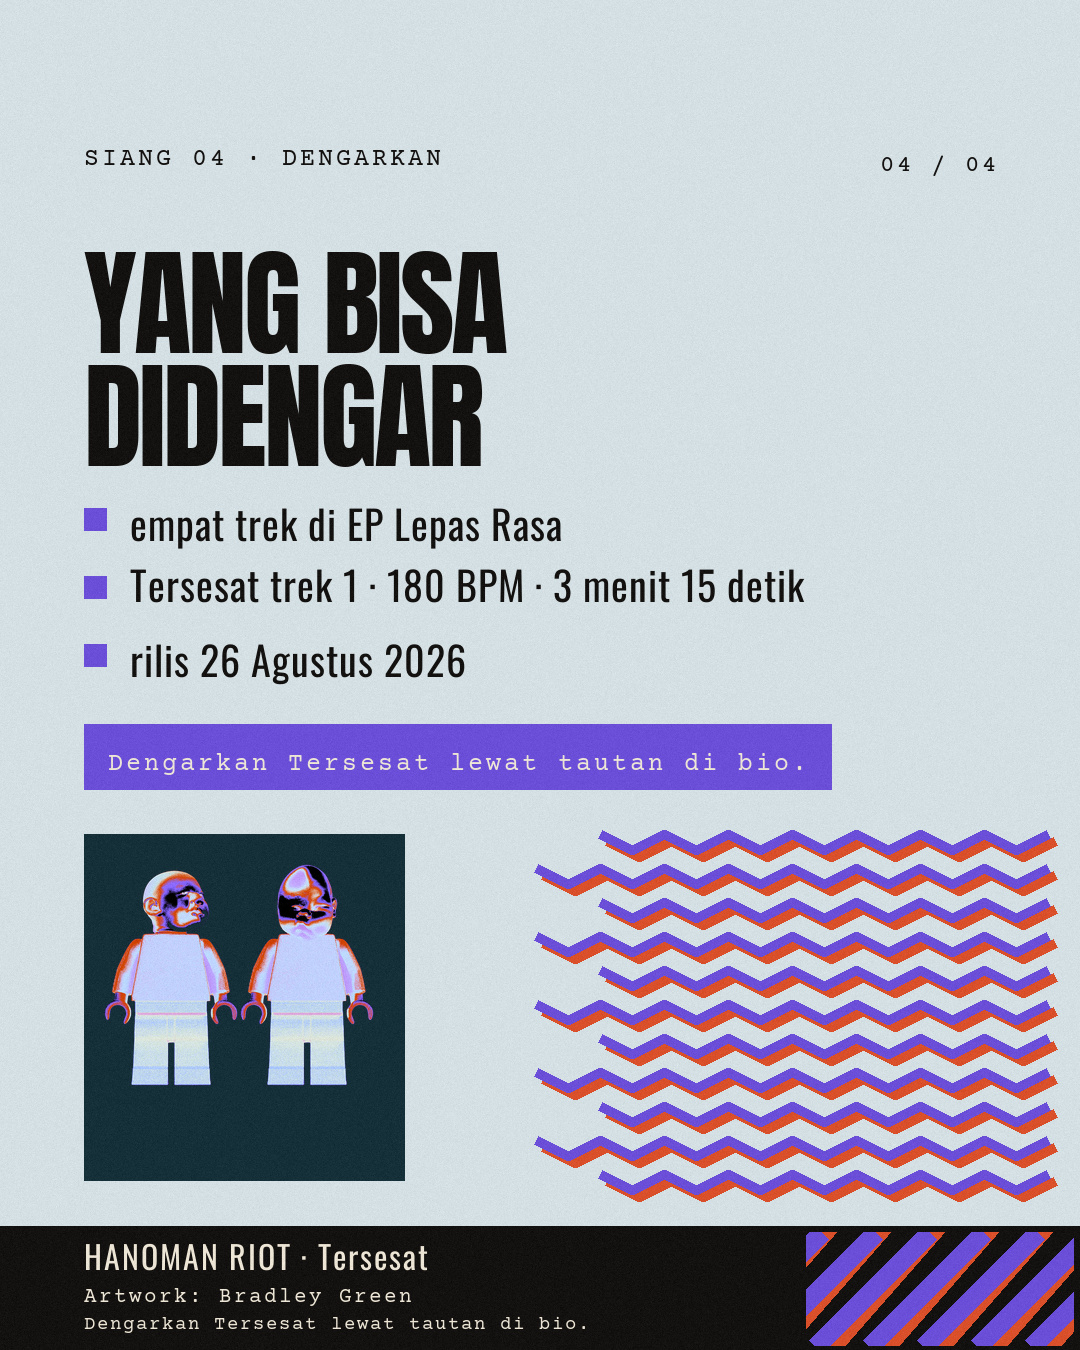 SIANG 04 · DENGARKAN
04 / 04
YANG BISA
DIDENGAR
empat trek di EP Lepas Rasa
Tersesat trek 1 · 180 BPM · 3 menit 15 detik
rilis 26 Agustus 2026
Dengarkan Tersesat lewat tautan di bio.
HANOMAN RIOT · Tersesat
Artwork: Bradley Green
Dengarkan Tersesat lewat tautan di bio.